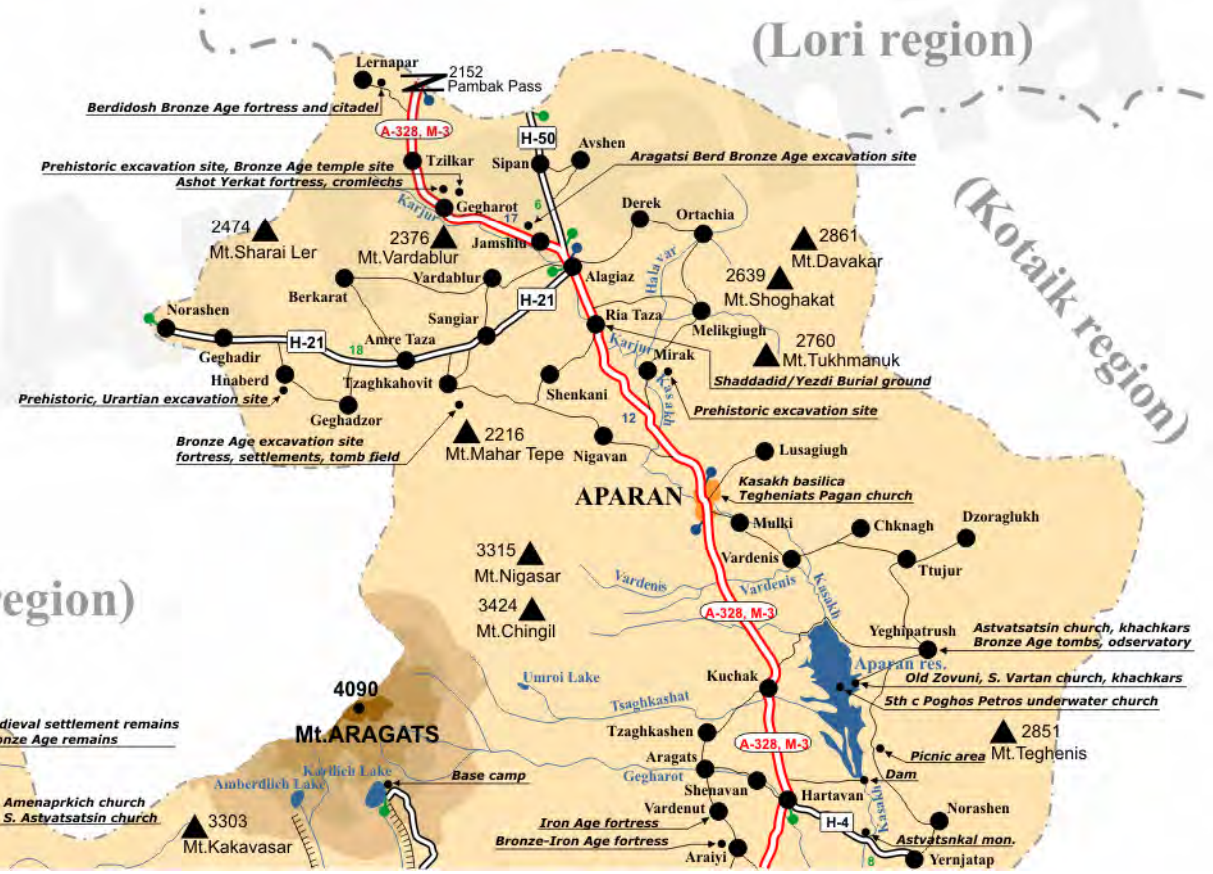 (Lori region)
Lernapar
2152
Pambak Pass
Berdidosh Bronze Age fortress and citadel
A-328, M-3
H-50
Avshen
Tzilkar
Sipan
Aragatsi Berd Bronze Age excavation site
Prehistoric excavation site, Bronze Age temple site
Ashot Yerkat fortress, cromlechs
(Kotaik region)
Karjur
Gegharot
6
17
Derek
Ortachia
2474
Mt.Sharai Ler
2376
Mt.Vardablur
Jamshlu
2861
Mt.Davakar
Halavar
Alagiaz
2639
Mt.Shoghakat
Berkarat
Vardablur
H-21
Norashen
Sangiar
Ria Taza
Melikgiugh
Geghadir
H-21
18
Amre Taza
Karjur
2760
Mt.Tukhmanuk
Mirak
Hnaberd
Tzaghkahovit
Shenkani
Kasakh
Shaddadid/Yezdi Burial ground
Prehistoric, Urartian excavation site
Geghadzor
12
Prehistoric excavation site
Bronze Age excavation site
fortress, settlements, tomb field
2216
Mt.Mahar Tepe
Nigavan
Lusagiugh
APARAN
Kasakh basilica
Tegheniats Pagan church
Mulki
Chknagh
Dzoraglukh
3315
Mt.Nigasar
Vardenis
Ttujur
Vardenis
Vardenis
Kasakh
region)
3424
Mt.Chingil
A-328, M-3
Yeghipatrush
Astvatsatsin church, khachkars
Bronze Age tombs, odservatory
Aparan res.
Old Zovuni, S. Vartan church, khachkars
Kuchak
4090
Mt.ARAGATS
Umroi Lake
Tsaghkashat
5th c Poghos Petros underwater church
dieval settlement remains
onze Age remains
Tzaghkashen
A-328, M-3
2851
Mt.Teghenis
Aragats
Picnic area
Karilich Lake
Base camp
Gegharot
Dam
Amberdiich Lake
Shenavan
Hartavan
Amenaprkich church
S. Astvatsatsin church
Vardenut
Norashen
3303
Mt.Kakavasar
Iron Age fortress
H-4
Kasakh
Bronze-Iron Age fortress
Astvatsnkal mon.
Araiyi
8
Yernjatap